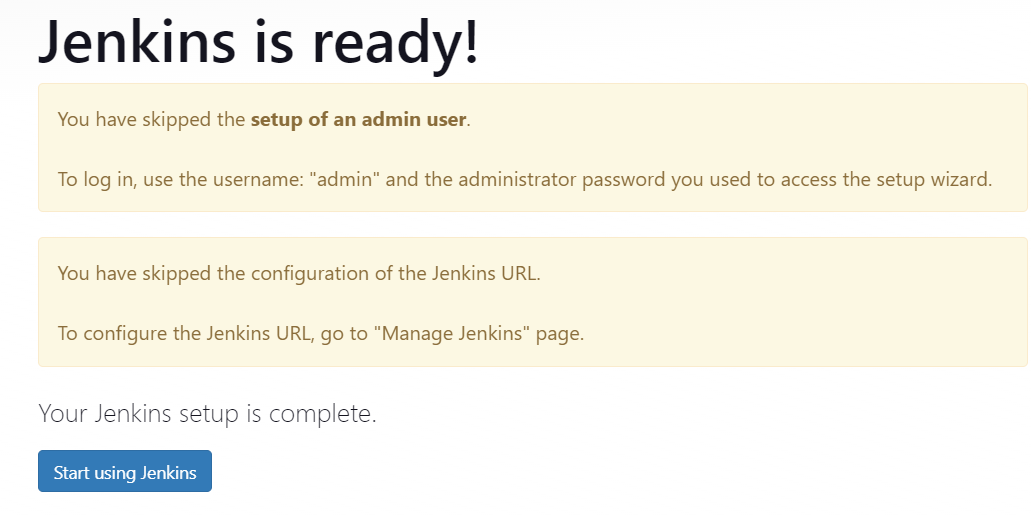 Jenkins is ready!
You have skipped the setup of an admin user.
To log in, use the username: "admin" and the administrator password you used to access the setup wizard.
You have skipped the configuration of the Jenkins URL.
To configure the Jenkins URL, go to "Manage Jenkins" page.
Your Jenkins setup is complete.
Start using Jenkins